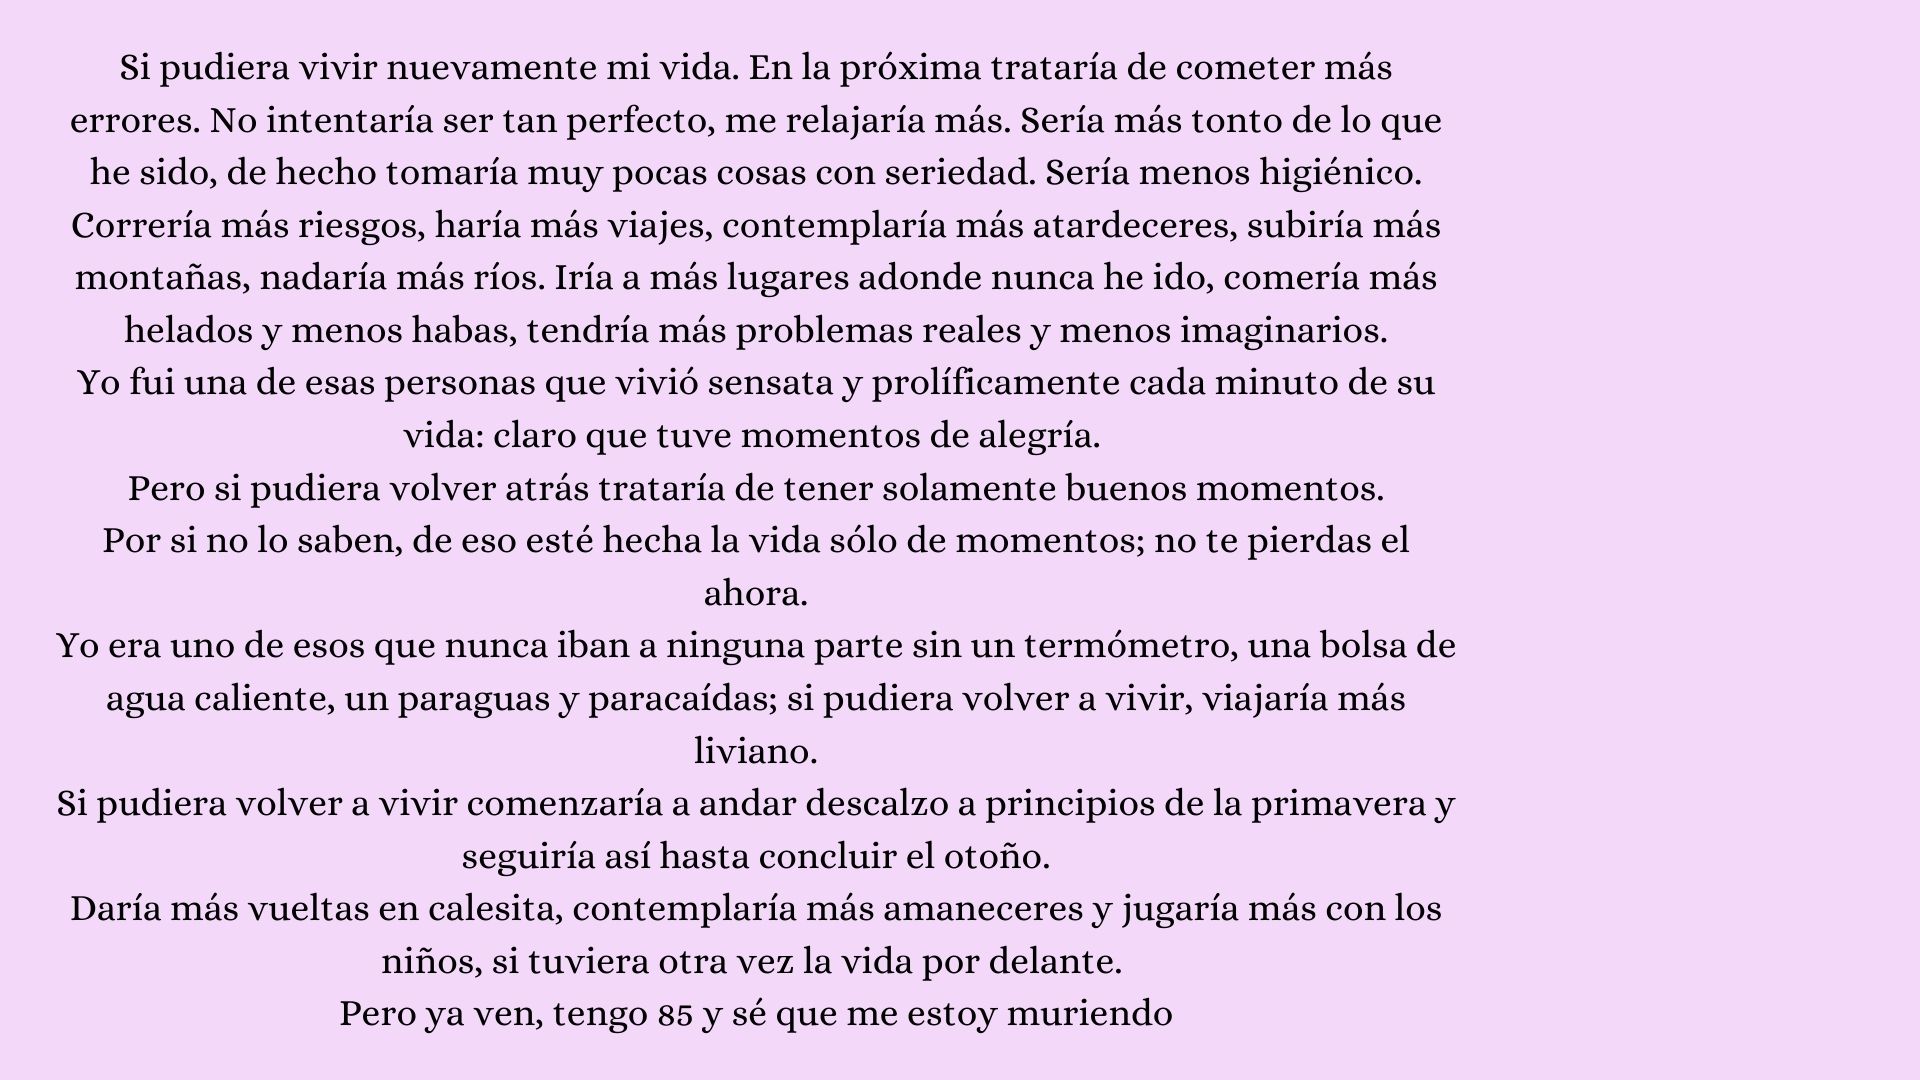 Si pudiera vivir nuevamente mi vida. En la próxima trataría de cometer más
errores. No intentaría ser tan perfecto, me relajaría más. Sería más tonto de lo que
he sido, de hecho tomaría muy pocas cosas con seriedad. Sería menos higiénico.
Correría más riesgos, haría más viajes, contemplaría más atardeceres, subiría más
montañas, nadaría más ríos. Iría a más lugares adonde nunca he ido, comería más
helados y menos habas, tendría más problemas reales y menos imaginarios.
Yo fui una de esas personas que vivió sensata y prolíficamente cada minuto de su
vida: claro que tuve momentos de alegría.
Pero si pudiera volver atrás trataría de tener solamente buenos momentos.
Por si no lo saben, de eso esté hecha la vida sólo de momentos; no te pierdas el
ahora.
Yo era uno de esos que nunca iban a ninguna parte sin un termómetro, una bolsa de
agua caliente, un paraguas y paracaídas; si pudiera volver a vivir, viajaría más
liviano.
Si pudiera volver a vivir comenzaría a andar descalzo a principios de la primavera y
seguiría así hasta concluir el otoño.
Daría más vueltas en calesita, contemplaría más amaneceres y jugaría más con los
niños, si tuviera otra vez la vida por delante.
Pero ya ven, tengo 85 y sé que me estoy muriendo